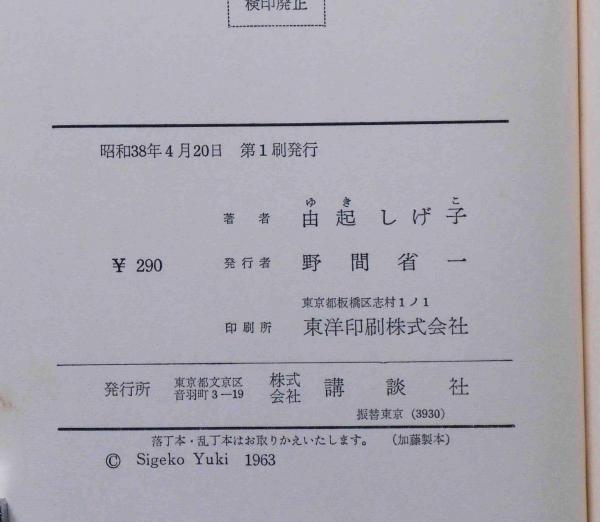 検印廃止
昭和38年4月20日 第1刷発行
ゆき こ
著者 由起しげ子
¥ 290 発行者 野間省一
東京都板橋区志村1ノ1
印刷所 東洋印刷株式会社
発行所 東京都文京区音羽町3—19 株式会社 講談社
振替東京(3930)
落丁本・乱丁本はお取りかえいたします。 (加藤製本)
© Sigeko Yuki 1963